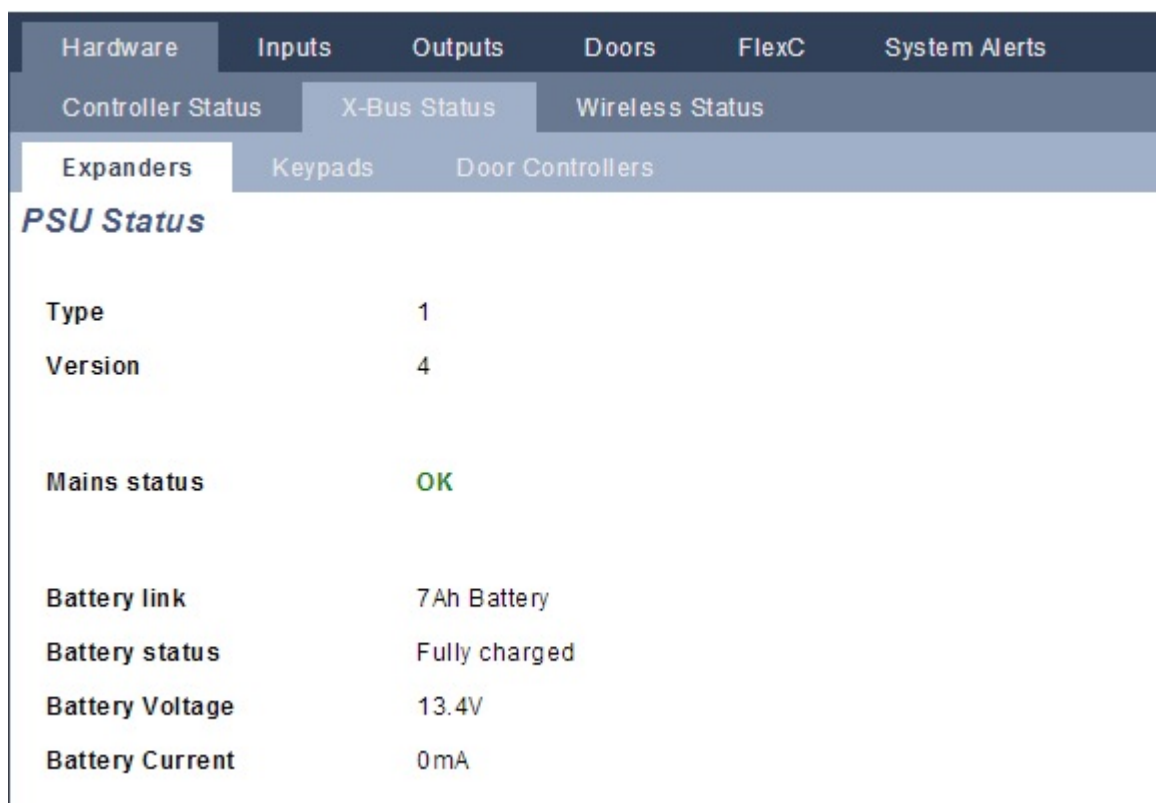 Hardware Inputs Outputs Doors FlexC System Alerts
Controller Status X-Bus Status Wireless Status
Expanders Keypads Door Controllers
PSU Status
Type 1
Version 4
Mains status OK
Battery link 7Ah Battery
Battery status Fully charged
Battery Voltage 13.4V
Battery Current 0mA